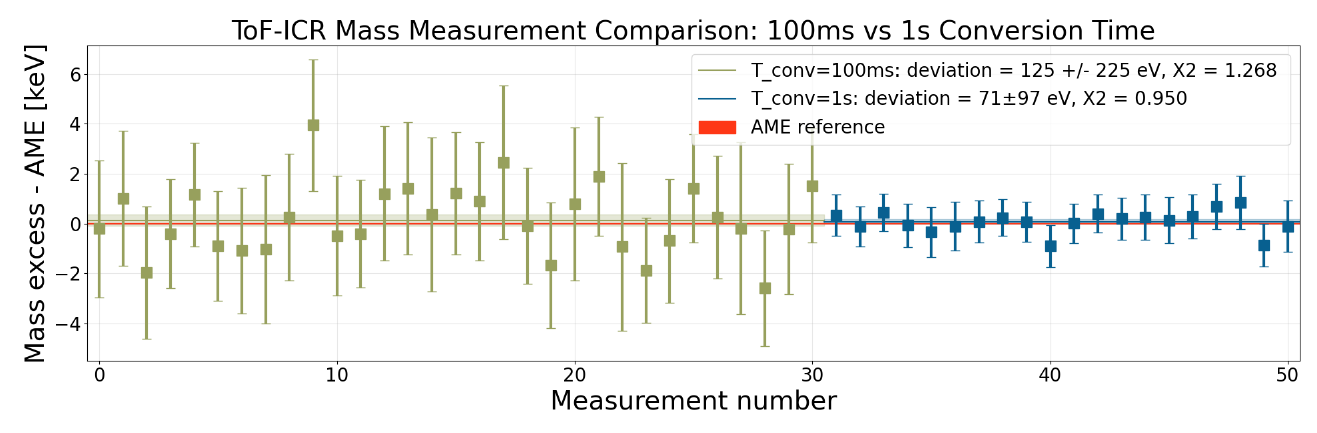 ToF-ICR Mass Measurement Comparison: 100ms vs 1s Conversion Time
Mass excess - AME [keV]
6
4
2
0
−2
−4
T_conv=100ms: deviation = 125 +/- 225 eV, X2 = 1.268
T_conv=1s: deviation = 71±97 eV, X2 = 0.950
AME reference
0 10 20 30 40 50
Measurement number